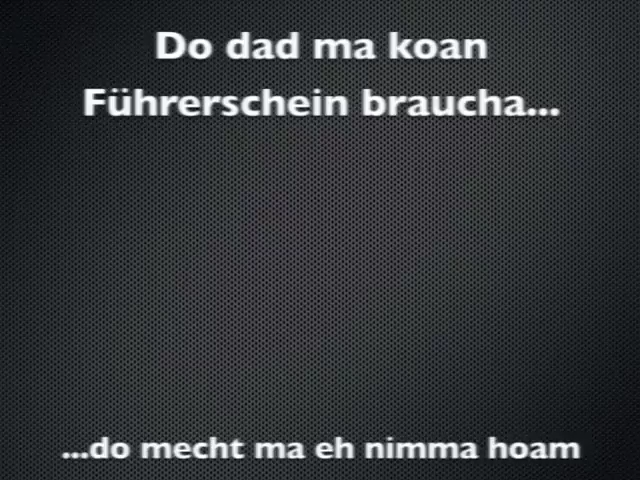 Do dad ma koan
Führerschein braucha...
...do mecht ma eh nimma hoam